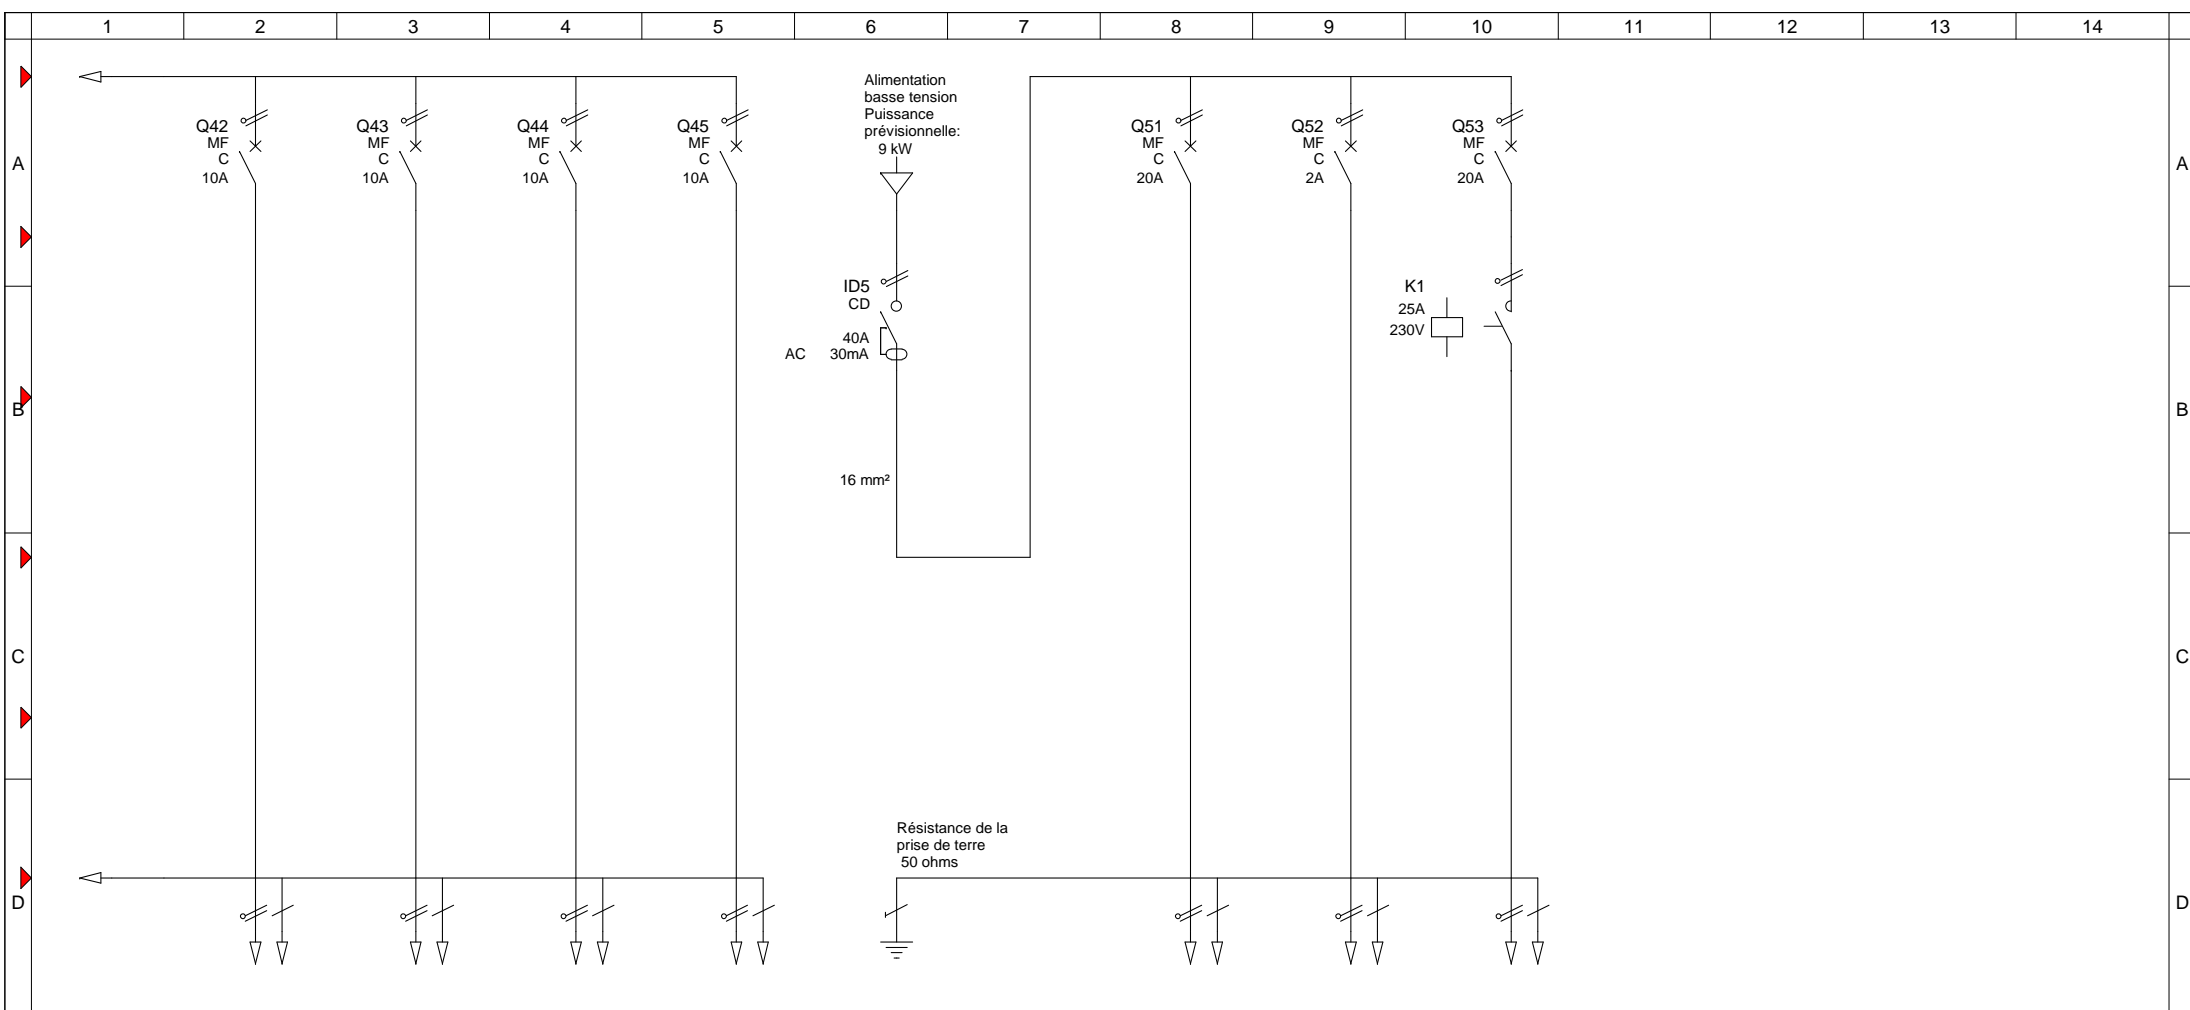 1 2 3 4 5 6 7 8 9 10 11 12 13 14
A
A
Q42
MF
C
10A
Q43
MF
C
10A
Q44
MF
C
10A
Q45
MF
C
10A
Alimentation
basse tension
Puissance
prévisionnelle:
9 kW
Q51
MF
C
20A
Q52
MF
C
2A
Q53
MF
C
20A
ID5
CD
40A
AC 30mA
K1
25A
230V
B
B
16 mm²
C
C
Résistance de la
prise de terre
50 ohms
D
D